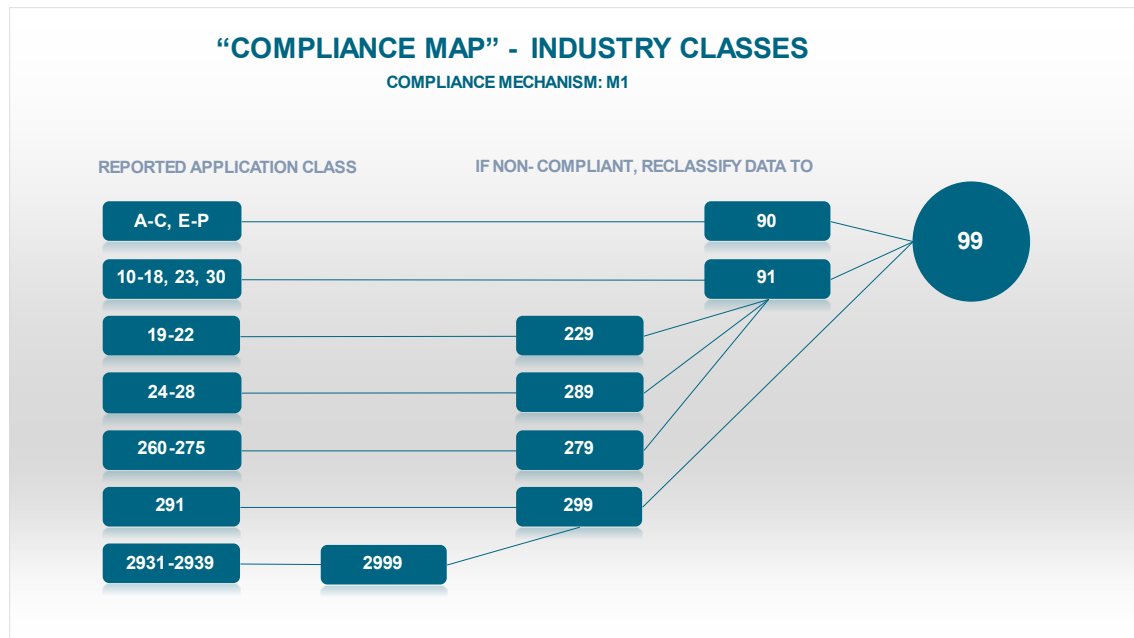 “COMPLIANCE MAP” - INDUSTRY CLASSES
COMPLIANCE MECHANISM: M1
REPORTED APPLICATION CLASS
IF NON- COMPLIANT, RECLASSIFY DATA TO
A-C, E-P
90
99
10-18, 23, 30
91
19-22
229
24-28
289
260-275
279
291
299
2931-2939
2999